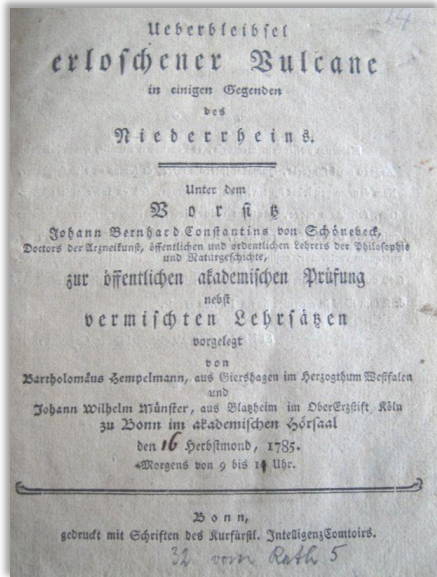 24
Ueberbleibsel
erloschener Vulcane
in einigen Gegenden
des
Niederrheins.
Unter dem
Vorsitz
Johann Bernhard Constantins von Schönebeck,
Doctors der Arzneikunst, öffentlichen und ordentlichen Lehrers der Philosophie
und Naturgeschichte,
zur öffentlichen akademischen Prüfung
nebst
vermischten Lehrsätzen
vorgelegt
von
Bartholomäus Hempelmann, aus Giershagen im Herzogthum Westfalen
und
Johann Wilhelm Münster, aus Blatzheim im OberErzstift Köln
zu Bonn im akademischen Hörsaal
den 16 Herbstmond, 1785.
Morgens von 9 bis 11 Uhr.
Bonn,
gedruckt mit Schriften des Kurfürstl. IntelligenzComtoirs.
32 vom Rath 5